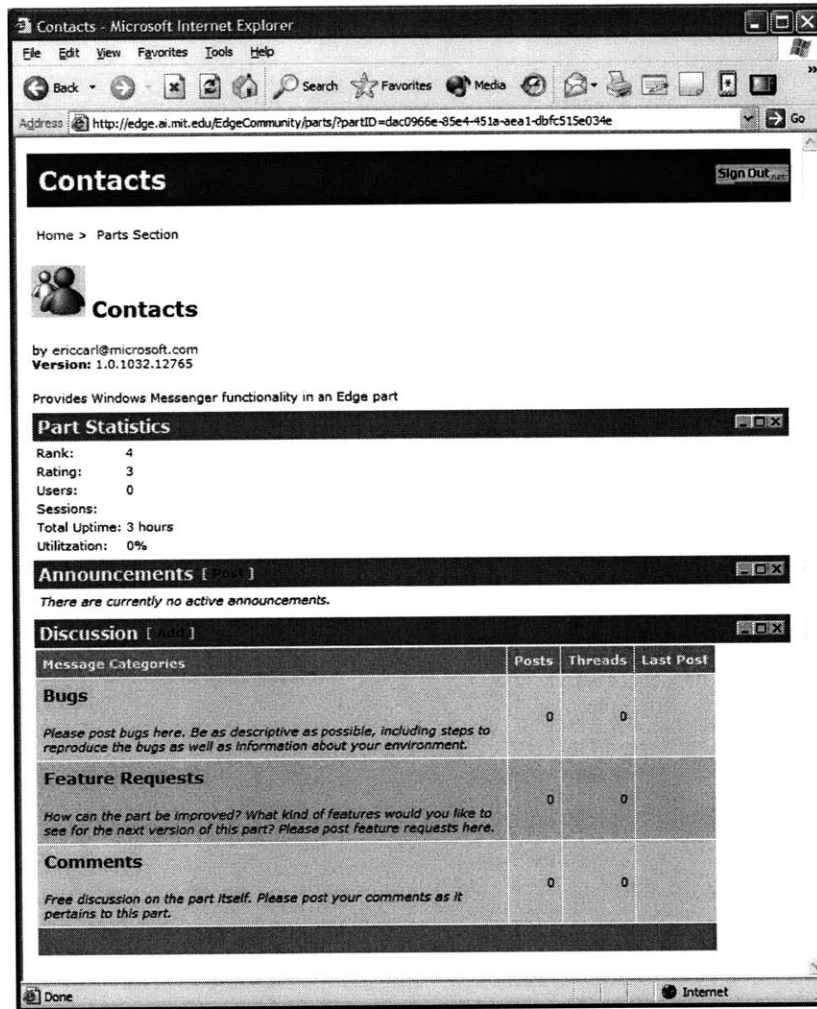 Contacts - Microsoft Internet Explorer
File Edit View Favorites Tools Help
Back Search Favorites Media
Address http://edge.ai.mit.edu/EdgeCommunity/parts/?partID=dac0966e-85e4-451a-aea1-dbfc515e034e Go
Contacts
Sign Out .net
Home > Parts Section
Contacts
by ericcarl@microsoft.com
Version: 1.0.1032.12765
Provides Windows Messenger functionality in an Edge part
Part Statistics
Rank: 4
Rating: 3
Users: 0
Sessions:
Total Uptime: 3 hours
Utilitzation: 0%
Announcements [ Post ]
There are currently no active announcements.
Discussion [ Add ]
Message Categories Posts Threads Last Post
Bugs
Please post bugs here. Be as descriptive as possible, including steps to
reproduce the bugs as well as information about your environment.
0 0
Feature Requests
How can the part be improved? What kind of features would you like to
see for the next version of this part? Please post feature requests here.
0 0
Comments
Free discussion on the part itself. Please post your comments as it
pertains to this part.
0 0
Done Internet